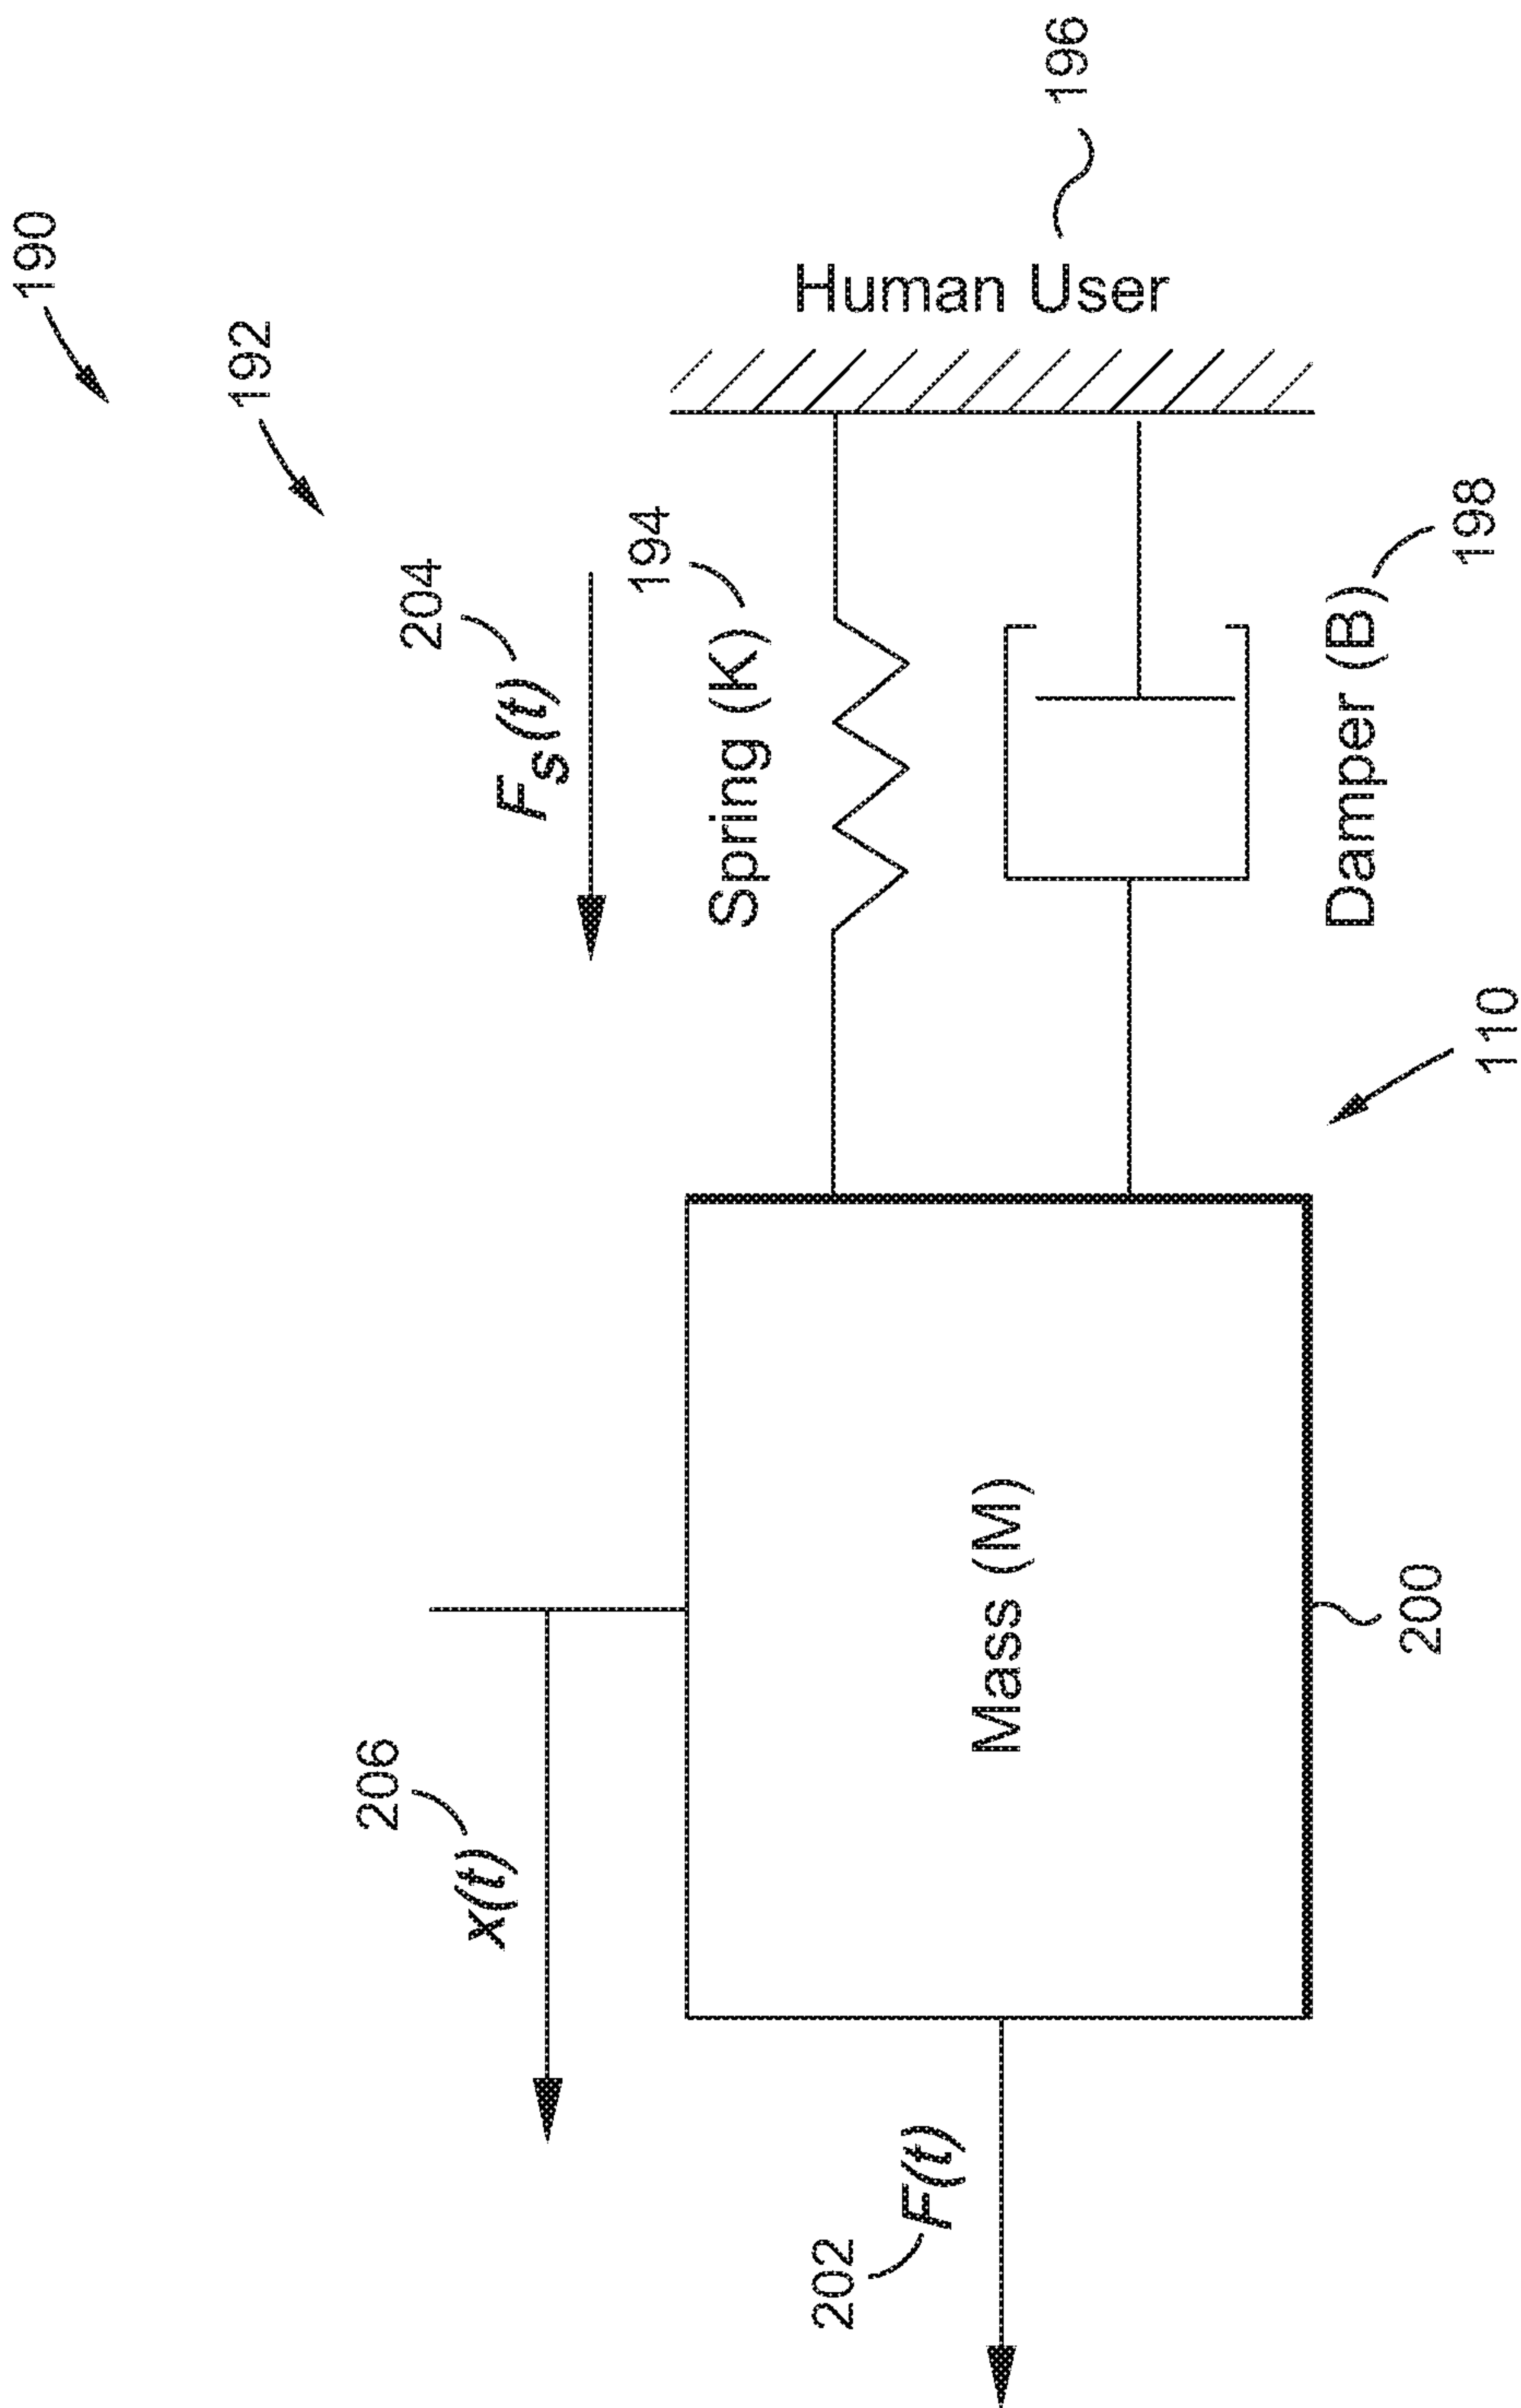 190
192
206
204
x(t)
Fs(t)
194
Spring (K)
202
F(t)
Mass (M)
Human User
196
Damper (B)
198
200
110